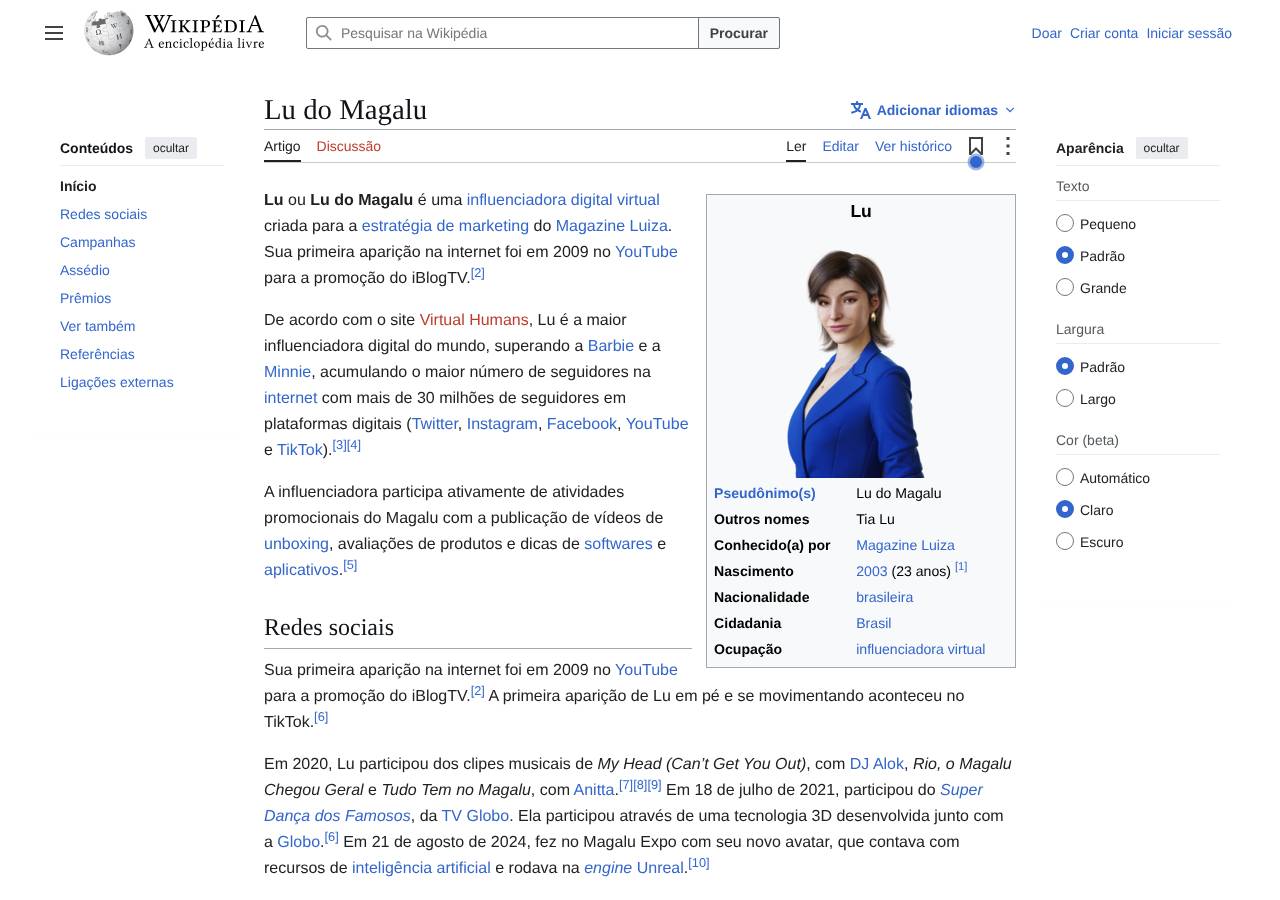 WIKIPÉDIA
A enciclopédia livre
Pesquisar na Wikipédia
Procurar
Doar Criar conta Iniciar sessão
Lu do Magalu
Adicionar idiomas
Conteúdos ocultar
Início
Redes sociais
Campanhas
Assédio
Prêmios
Ver também
Referências
Ligações externas
Artigo Discussão
Ler Editar Ver histórico
Lu ou Lu do Magalu é uma influenciadora digital virtual
criada para a estratégia de marketing do Magazine Luiza.
Sua primeira aparição na internet foi em 2009 no YouTube
para a promoção do iBlogTV.[2]
De acordo com o site Virtual Humans, Lu é a maior
influenciadora digital do mundo, superando a Barbie e a
Minnie, acumulando o maior número de seguidores na
internet com mais de 30 milhões de seguidores em
plataformas digitais (Twitter, Instagram, Facebook, YouTube
e TikTok).[3][4]
A influenciadora participa ativamente de atividades
promocionais do Magalu com a publicação de vídeos de
unboxing, avaliações de produtos e dicas de softwares e
aplicativos.[5]
Lu
Pseudônimo(s) Lu do Magalu
Outros nomes Tia Lu
Conhecido(a) por Magazine Luiza
Nascimento 2003 (23 anos) [1]
Nacionalidade brasileira
Cidadania Brasil
Ocupação influenciadora virtual
Redes sociais
Sua primeira aparição na internet foi em 2009 no YouTube
para a promoção do iBlogTV.[2] A primeira aparição de Lu em pé e se movimentando aconteceu no
TikTok.[6]
Em 2020, Lu participou dos clipes musicais de My Head (Can't Get You Out), com DJ Alok, Rio, o Magalu
Chegou Geral e Tudo Tem no Magalu, com Anitta.[7][8][9] Em 18 de julho de 2021, participou do Super
Dança dos Famosos, da TV Globo. Ela participou através de uma tecnologia 3D desenvolvida junto com
a Globo.[6] Em 21 de agosto de 2024, fez no Magalu Expo com seu novo avatar, que contava com
recursos de inteligência artificial e rodava na engine Unreal.[10]
Aparência ocultar
Texto
Pequeno
Padrão
Grande
Largura
Padrão
Largo
Cor (beta)
Automático
Claro
Escuro